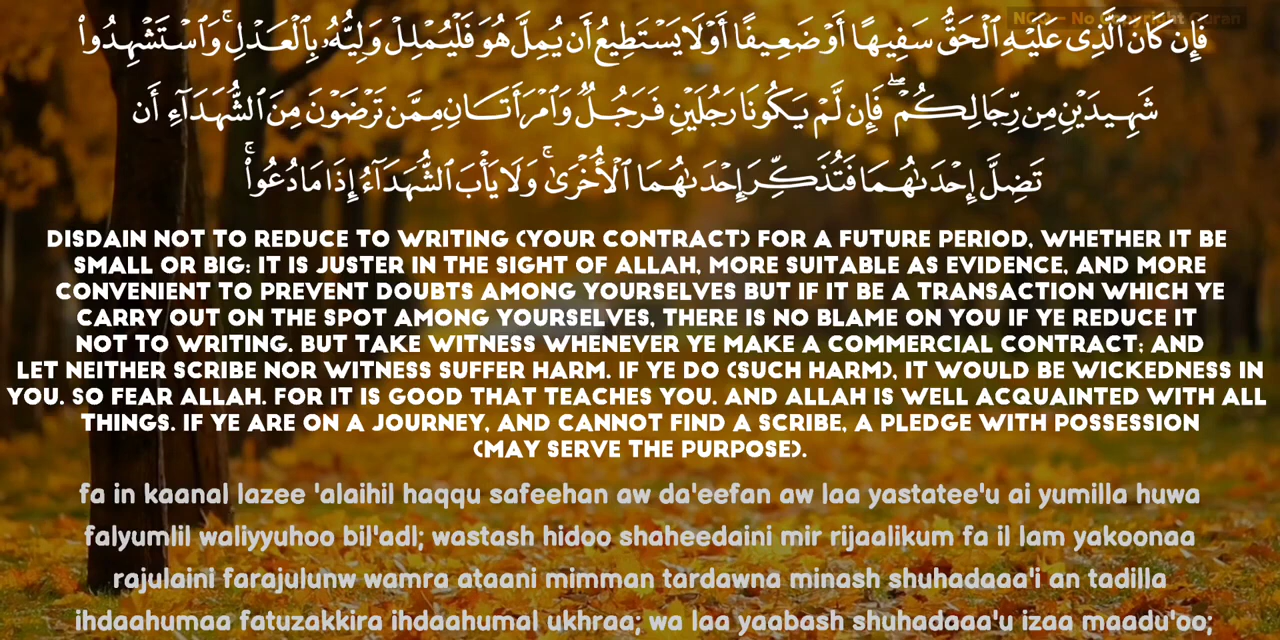 NCQ - No Copyright Quran
فَإِن كَانَ ٱلَّذِى عَلَيْهِ ٱلْحَقُّ سَفِيهًا أَوْ ضَعِيفًا أَوْ لَا يَسْتَطِيعُ أَن يُمِلَّ هُوَ فَلْيُمْلِلْ وَلِيُّهُۥ بِٱلْعَدْلِ ۚ وَٱسْتَشْهِدُوا۟
شَهِيدَيْنِ مِن رِّجَالِكُمْ ۖ فَإِن لَّمْ يَكُونَا رَجُلَيْنِ فَرَجُلٌ وَٱمْرَأَتَانِ مِمَّن تَرْضَوْنَ مِنَ ٱلشُّهَدَآءِ أَن
تَضِلَّ إِحْدَىٰهُمَا فَتُذَكِّرَ إِحْدَىٰهُمَا ٱلْأُخْرَىٰ ۚ وَلَا يَأْبَ ٱلشُّهَدَآءُ إِذَا مَا دُعُوا۟ ۚ
DISDAIN NOT TO REDUCE TO WRITING (YOUR CONTRACT) FOR A FUTURE PERIOD, WHETHER IT BE
SMALL OR BIG: IT IS JUSTER IN THE SIGHT OF ALLAH, MORE SUITABLE AS EVIDENCE, AND MORE
CONVENIENT TO PREVENT DOUBTS AMONG YOURSELVES BUT IF IT BE A TRANSACTION WHICH YE
CARRY OUT ON THE SPOT AMONG YOURSELVES, THERE IS NO BLAME ON YOU IF YE REDUCE IT
NOT TO WRITING. BUT TAKE WITNESS WHENEVER YE MAKE A COMMERCIAL CONTRACT; AND
LET NEITHER SCRIBE NOR WITNESS SUFFER HARM. IF YE DO (SUCH HARM), IT WOULD BE WICKEDNESS IN
YOU. SO FEAR ALLAH. FOR IT IS GOOD THAT TEACHES YOU. AND ALLAH IS WELL ACQUAINTED WITH ALL
THINGS. IF YE ARE ON A JOURNEY, AND CANNOT FIND A SCRIBE, A PLEDGE WITH POSSESSION
(MAY SERVE THE PURPOSE).
fa in kaanal lazee 'alaihil haqqu safeehan aw da'eefan aw laa yastatee'u ai yumilla huwa
falyumlil waliyyuhoo bil'adl; wastash hidoo shaheedaini mir rijaalikum fa il lam yakoonaa
rajulaini farajulunw wamra ataani mimman tardawna minash shuhadaaa'i an tadilla
ihdaahumaa fatuzakkira ihdaahumal ukhraa; wa laa yaabash shuhadaaa'u izaa maadu'oo;